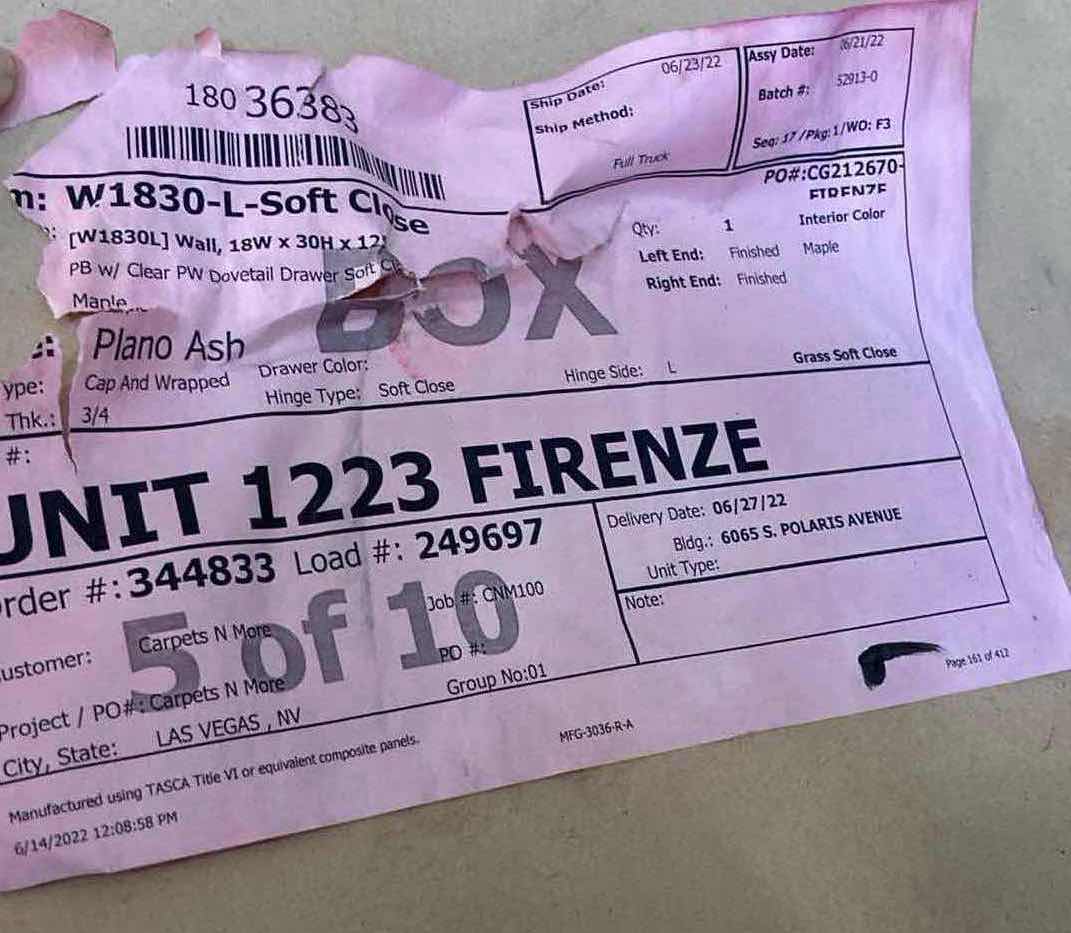 180 36383
Ship Date: 06/23/22
Ship Method:
Full Truck
Assy Date: 06/21/22
Batch #: 52913-0
Seq: 17 /Pkg: 1/WO: F3
PO#:CG212670-
FIRENZE
W1830-L-Soft Close
[W1830L] Wall, 18W x 30H x 12
PB w/ Clear PW Dovetail Drawer Soft
Maple
BOX
Qty: 1
Interior Color
Left End: Finished Maple
Right End: Finished
Plano Ash
ype: Cap And Wrapped Drawer Color:
Hinge Type: Soft Close Hinge Side: L Grass Soft Close
Thk.: 3/4
#:
UNIT 1223 FIRENZE
rder #: 344833 Load #: 249697
Delivery Date: 06/27/22
Bldg.: 6065 S. POLARIS AVENUE
Unit Type:
Note:
5 of 10
ustomer: Carpets N More Job #: CNM100
PO #:
Project / PO#: Carpets N More Group No:01
City, State: LAS VEGAS , NV
Page 161 of 412
Manufactured using TASCA Title VI or equivalent composite panels.
MFG-3036-R-A
6/14/2022 12:08:58 PM